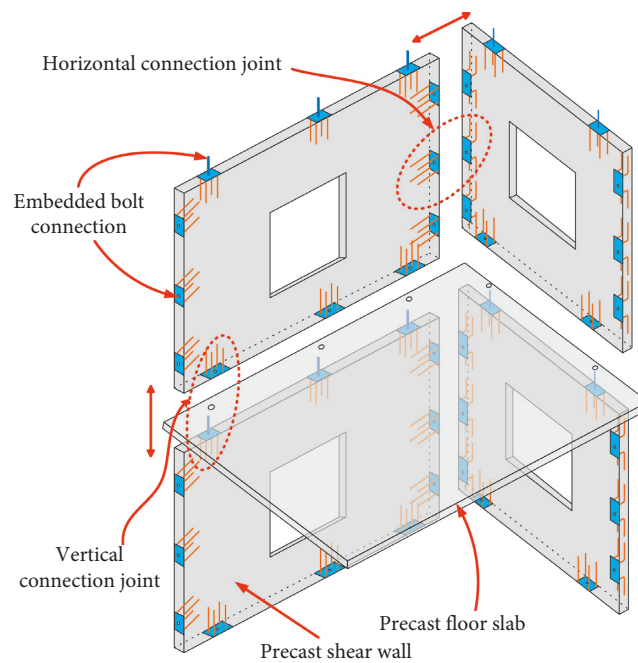 Horizontal connection joint
Embedded bolt
connection
Vertical
connection joint
Precast floor slab
Precast shear wall